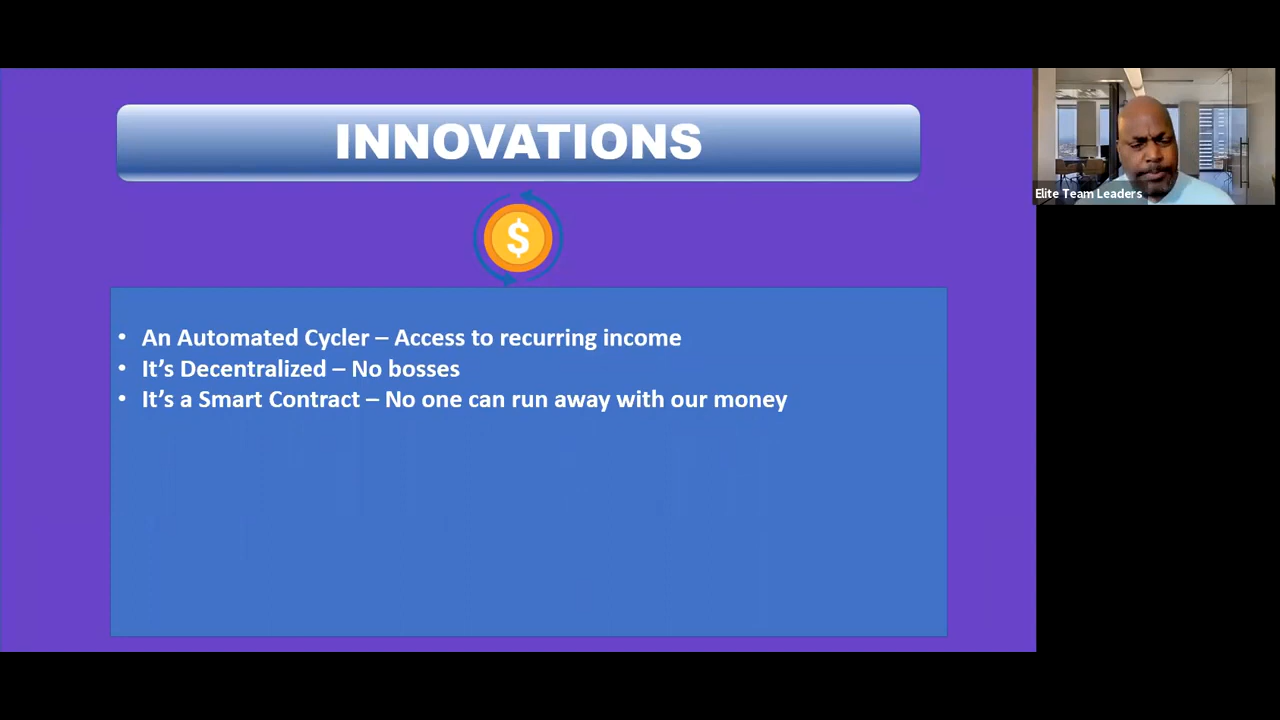 INNOVATIONS
$
• An Automated Cycler – Access to recurring income
• It’s Decentralized – No bosses
• It’s a Smart Contract – No one can run away with our money
Elite Team Leaders